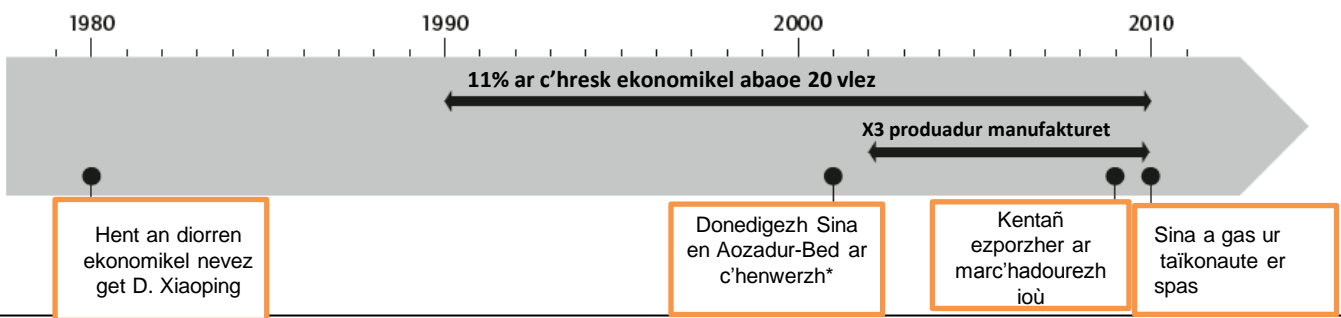 1980
1990
2000
2010
11% ar c’hresk ekonomikel abaoe 20 vlez
X3 produadur manufakturet
Hent an diorren
ekonomikel nevez
get D. Xiaoping
Donedigezh Sina
en Aozadur-Bed ar
c’henwerzh*
Kentañ
ezporzher ar
marc’hadourezh
ioù
Sina a gas ur
taïkonaute er
spas